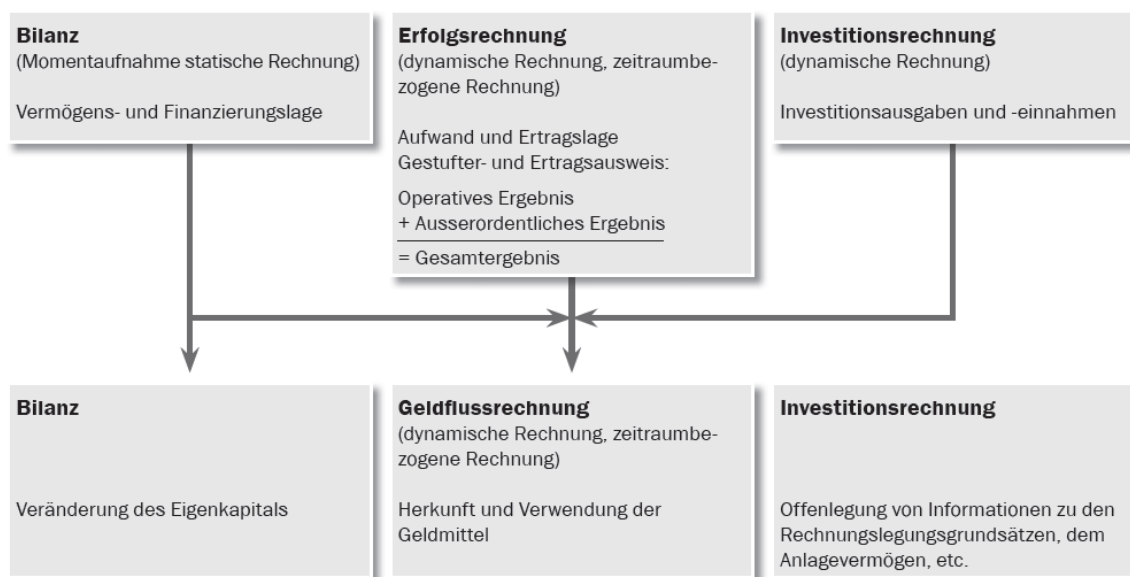 Bilanz
(Momentaufnahme statische Rechnung)
Vermögens- und Finanzierungslage
Erfolgsrechnung
(dynamische Rechnung, zeitraumbe-
zogene Rechnung)
Aufwand und Ertragslage
Gestufter- und Ertragsausweis:
Operatives Ergebnis
+ Ausserordentliches Ergebnis
= Gesamtergebnis
Investitionsrechnung
(dynamische Rechnung)
Investitionsausgaben und -einnahmen
Bilanz
Veränderung des Eigenkapitals
Geldflussrechnung
(dynamische Rechnung, zeitraumbe-
zogene Rechnung)
Herkunft und Verwendung der
Geldmittel
Investitionsrechnung
Offenlegung von Informationen zu den
Rechnungslegungsgrundsätzen, dem
Anlagevermögen, etc.